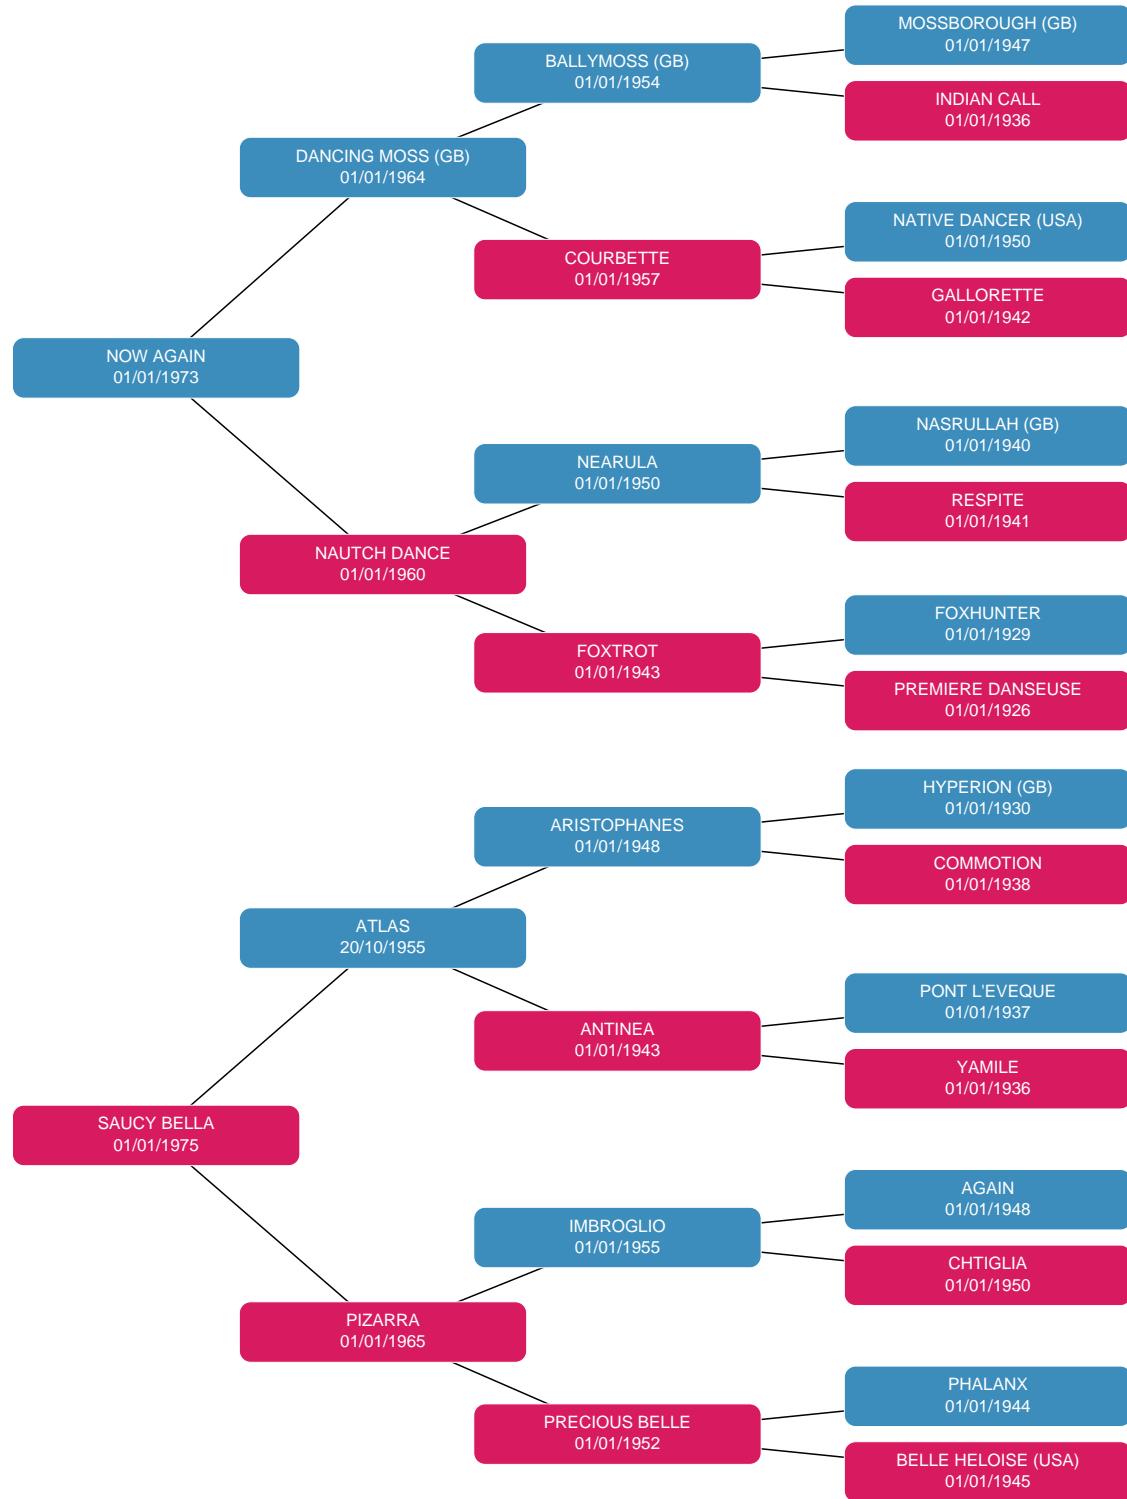 MOSSBOROUGH (GB)
01/01/1947
BALLYMOSS (GB)
01/01/1954
INDIAN CALL
01/01/1936
DANCING MOSS (GB)
01/01/1964
NATIVE DANCER (USA)
01/01/1950
COURBETTE
01/01/1957
GALLORETTE
01/01/1942
NOW AGAIN
01/01/1973
NASRULLAH (GB)
01/01/1940
NEARULA
01/01/1950
RESPITE
01/01/1941
NAUTCH DANCE
01/01/1960
FOXHUNTER
01/01/1929
FOXTROT
01/01/1943
PREMIERE DANSEUSE
01/01/1926
HYPERION (GB)
01/01/1930
ARISTOPHANES
01/01/1948
COMMOTION
01/01/1938
ATLAS
20/10/1955
PONT L'EVEQUE
01/01/1937
ANTINEA
01/01/1943
YAMILE
01/01/1936
SAUCY BELLA
01/01/1975
AGAIN
01/01/1948
IMBROGLIO
01/01/1955
CHTIGLIA
01/01/1950
PIZARRA
01/01/1965
PHALANX
01/01/1944
PRECIOUS BELLE
01/01/1952
BELLE HELOISE (USA)
01/01/1945